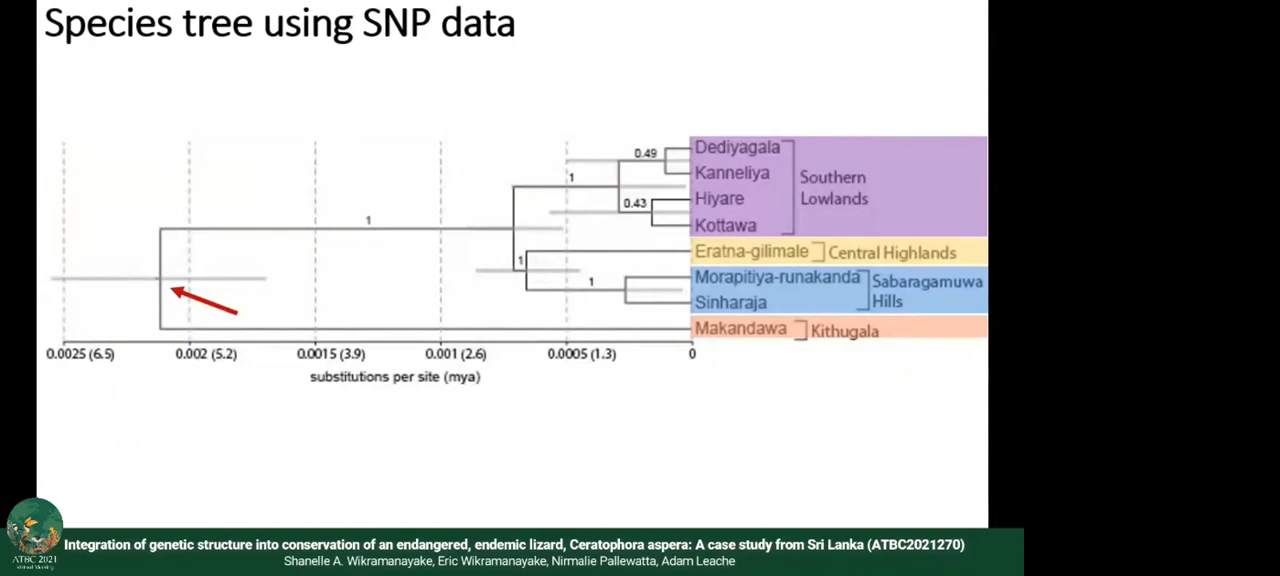 Species tree using SNP data
0.49
Dediyagala
1
Kanneliya
Southern
Lowlands
0.43
Hiyare
1
Kottawa
1
Eratna-gilimale
Central Highlands
1
Morapitiya-runakanda
Sabaragamuwa
Hills
Sinharaja
Makandawa
Kithugala
0.0025 (6.5)
0.002 (5.2)
0.0015 (3.9)
0.001 (2.6)
0.0005 (1.3)
0
substitutions per site (mya)
ATBC 2021
Virtual Meeting
Integration of genetic structure into conservation of an endangered, endemic lizard, Ceratophora aspera: A case study from Sri Lanka (ATBC2021270)
Shanelle A. Wikramanayake, Eric Wikramanayake, Nirmalie Pallewatta, Adam Leache